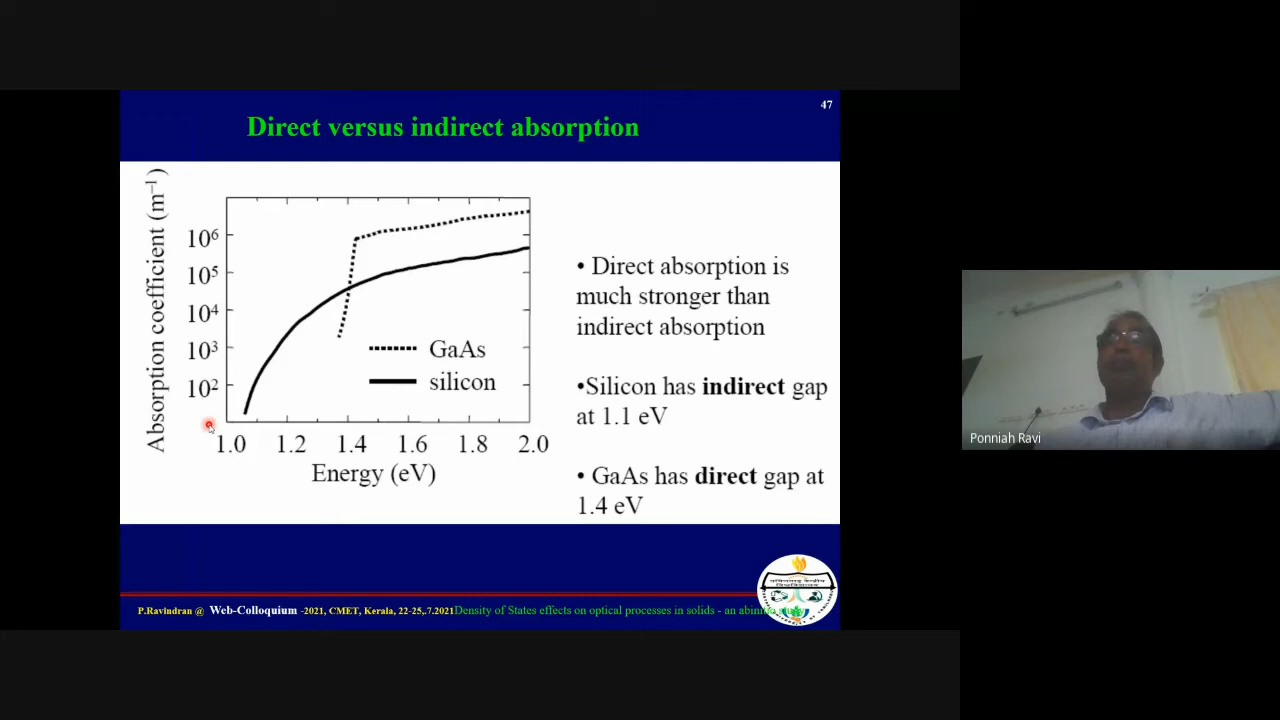 47
Direct versus indirect absorption
Absorption coefficient (m⁻¹)
10⁶
10⁵
10⁴
10³
10²
GaAs
silicon
1.0 1.2 1.4 1.6 1.8 2.0
Energy (eV)
• Direct absorption is
much stronger than
indirect absorption
•Silicon has indirect gap
at 1.1 eV
• GaAs has direct gap at
1.4 eV
Ponniah Ravi
P.Ravindran @ Web-Colloquium -2021, CMET, Kerala, 22-25,.7.2021 Density of States effects on optical processes in solids - an